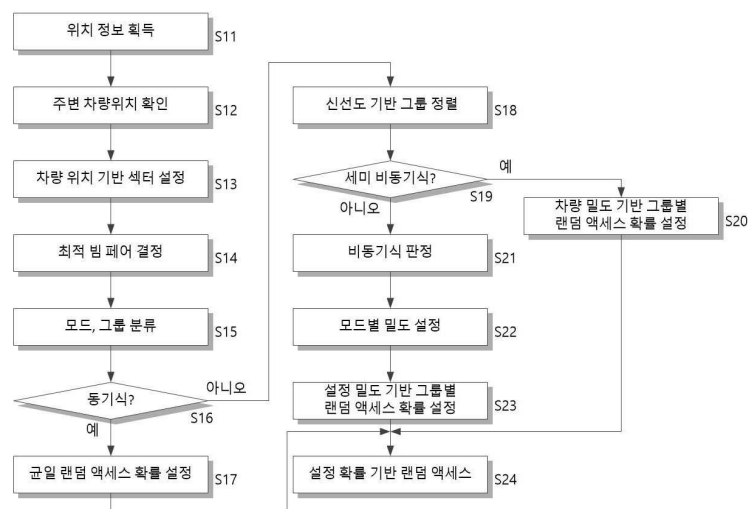 위치 정보 획득
S11
주변 차량위치 확인
S12
차량 위치 기반 섹터 설정
S13
최적 빔 페어 결정
S14
모드, 그룹 분류
S15
동기식?
아니오
S16
예
균일 랜덤 액세스 확률 설정
S17
신선도 기반 그룹 정렬
S18
세미 비동기식?
예
S19
아니오
차량 밀도 기반 그룹별
랜덤 액세스 확률 설정
S20
비동기식 판정
S21
모드별 밀도 설정
S22
설정 밀도 기반 그룹별
랜덤 액세스 확률 설정
S23
설정 확률 기반 랜덤 액세스
S24